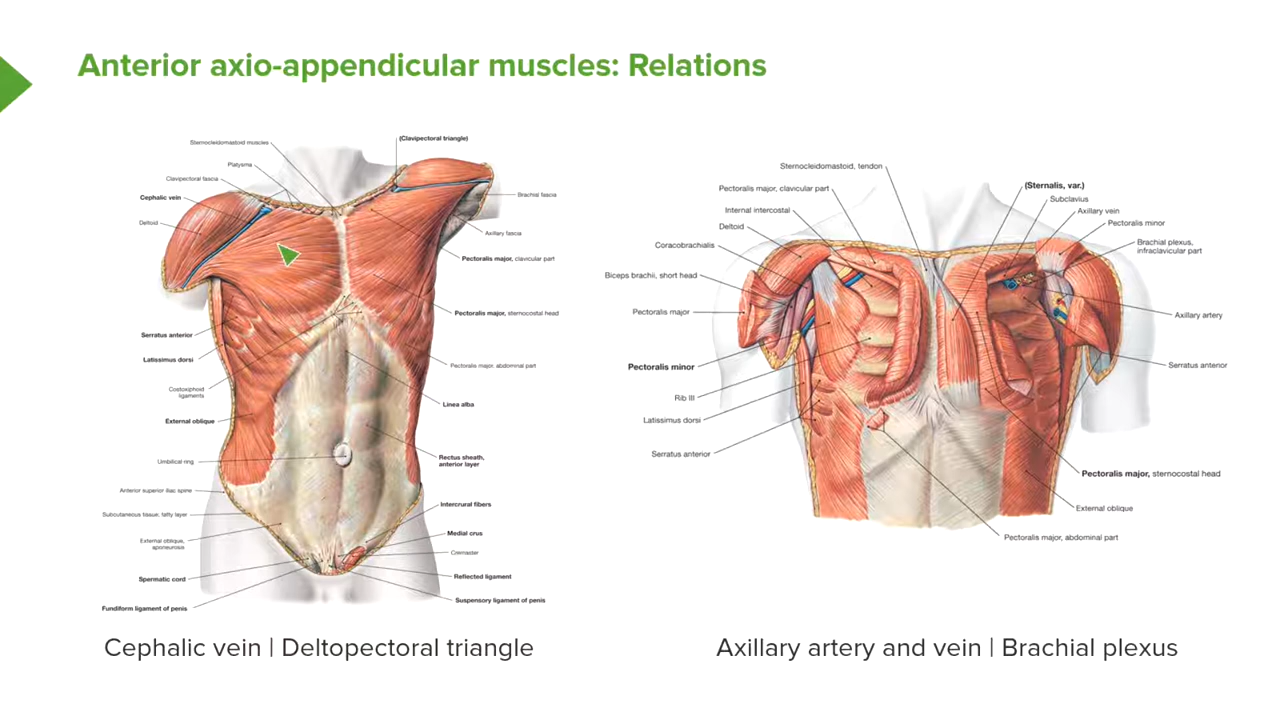 Anterior axio-appendicular muscles: Relations
Sternocleidomastoid muscles
(Clavipectoral triangle)
Platysma
Clavipectoral fascia
Cephalic vein
Brachial fascia
Deltoid
Axillary fascia
Pectoralis major, clavicular part
Pectoralis major, sternocostal head
Serratus anterior
Latissimus dorsi
Pectoralis major, abdominal part
Costoxiphoid
ligaments
Linea alba
External oblique
Umbilical ring
Rectus sheath,
anterior layer
Anterior superior iliac spine
Intercrural fibers
Subcutaneous tissue, fatty layer
Medial crus
External oblique,
aponeurosis
Cremaster
Spermatic cord
Reflected ligament
Suspensory ligament of penis
Fundiform ligament of penis
Sternocleidomastoid, tendon
Pectoralis major, clavicular part
(Sternalis, var.)
Subclavius
Internal intercostal
Axillary vein
Deltoid
Pectoralis minor
Coracobrachialis
Brachial plexus,
infraclavicular part
Biceps brachii, short head
Pectoralis major
Axillary artery
Pectoralis minor
Serratus anterior
Rib III
Latissimus dorsi
Serratus anterior
Pectoralis major, sternocostal head
External oblique
Pectoralis major, abdominal part
Cephalic vein | Deltopectoral triangle
Axillary artery and vein | Brachial plexus